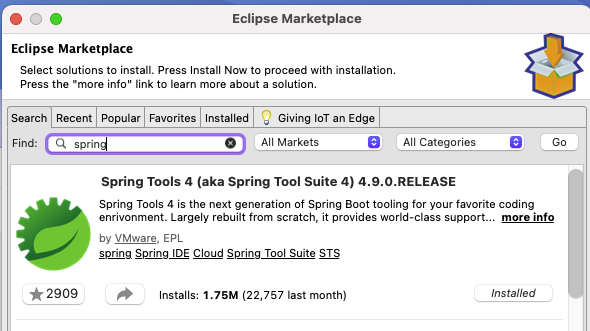 Eclipse Marketplace
Eclipse Marketplace
Select solutions to install. Press Install Now to proceed with installation.
Press the "more info" link to learn more about a solution.
Search Recent Popular Favorites Installed Giving IoT an Edge
Find: spring All Markets All Categories Go
Spring Tools 4 (aka Spring Tool Suite 4) 4.9.0.RELEASE
Spring Tools 4 is the next generation of Spring Boot tooling for your favorite coding
enrivonment. Largely rebuilt from scratch, it provides world-class support... more info
by VMware, EPL
spring Spring IDE Cloud Spring Tool Suite STS
2909 Installs: 1.75M (22,757 last month) Installed